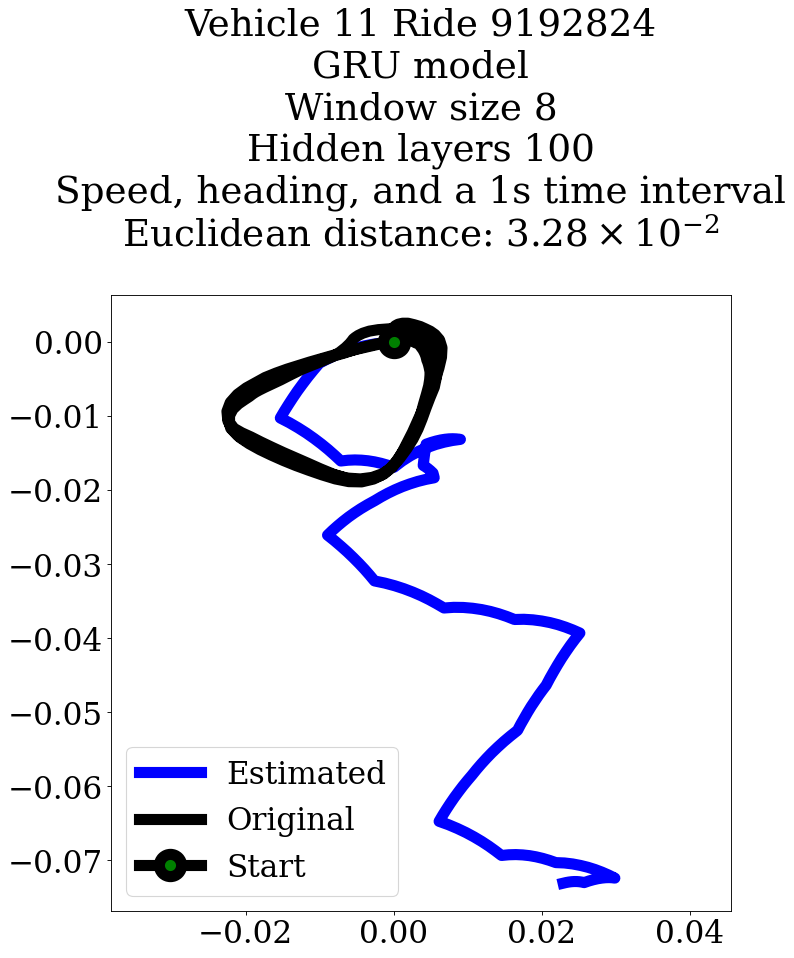 Vehicle 11 Ride 9192824
GRU model
Window size 8
Hidden layers 100
Speed, heading, and a 1s time interval
Euclidean distance: 3.28 × 10⁻²
0.00
−0.01
−0.02
−0.03
−0.04
−0.05
−0.06
−0.07
Estimated
Original
Start
−0.02 0.00 0.02 0.04